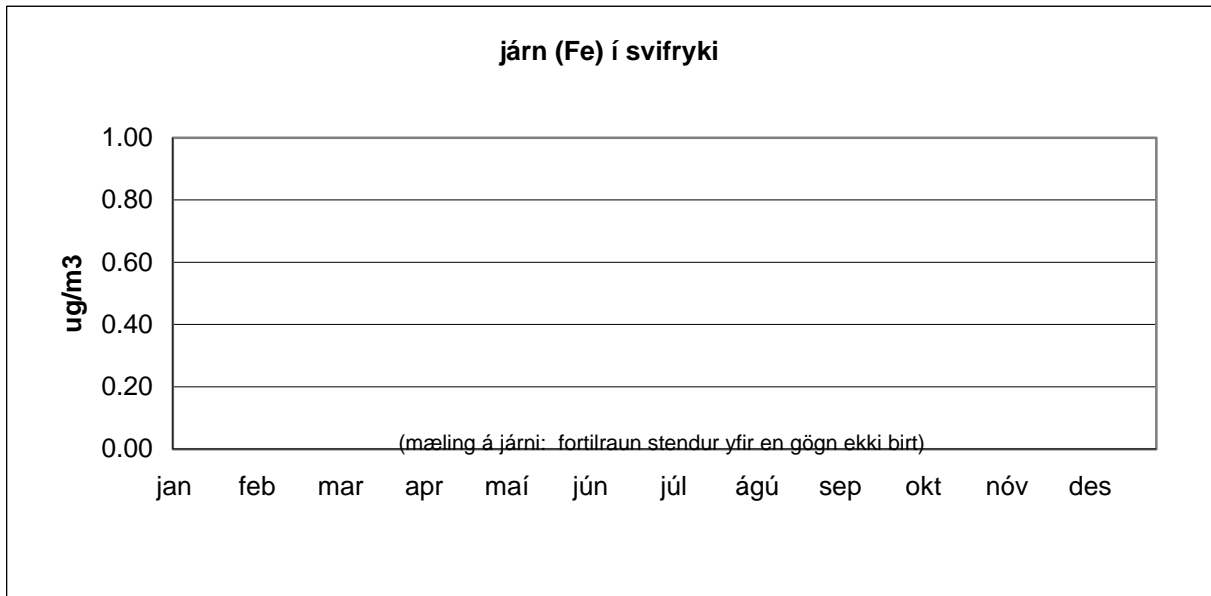 járn (Fe) í svifryki
1.00
0.80
0.60
0.40
0.20
0.00
ug/m3
(mæling á járni: fortilraun stendur yfir en gögn ekki birt)
jan feb mar apr maí jún júl ágú sep okt nóv des